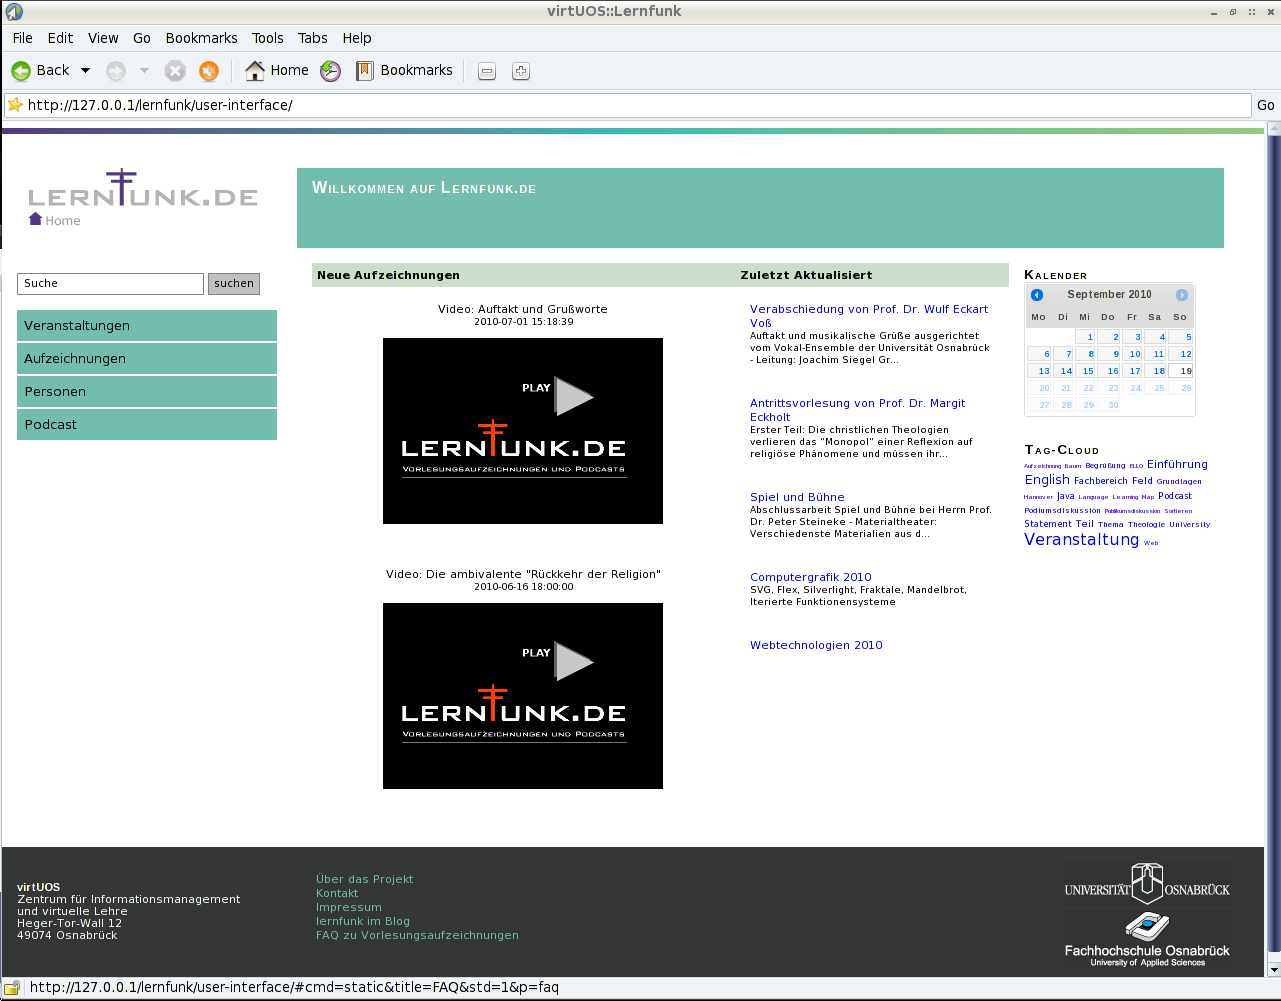 virtUOS::Lernfunk
File Edit View Go Bookmarks Tools Tabs Help
Back Home Bookmarks
http://127.0.0.1/lernfunk/user-interface/ Go
LERNFUNK.DE
Home
Willkommen auf Lernfunk.de
Suche suchen
Veranstaltungen
Aufzeichnungen
Personen
Podcast
Neue Aufzeichnungen
Video: Auftakt und Grußworte
2010-07-01 15:18:39
PLAY
LERNFUNK.DE
Vorlesungsaufzeichnungen und Podcasts
Video: Die ambivalente "Rückkehr der Religion"
2010-06-16 18:00:00
PLAY
LERNFUNK.DE
Vorlesungsaufzeichnungen und Podcasts
Zuletzt Aktualisiert
Verabschiedung von Prof. Dr. Wulf Eckart
Voß
Auftakt und musikalische Grüße ausgerichtet
vom Vokal-Ensemble der Universität Osnabrück
- Leitung: Joachim Siegel Gr...
Antrittsvorlesung von Prof. Dr. Margit
Eckholt
Erster Teil: Die christlichen Theologien
verlieren das "Monopol" einer Reflexion auf
religiöse Phänomene und müssen ihr...
Spiel und Bühne
Abschlussarbeit Spiel und Bühne bei Herrn Prof.
Dr. Peter Steineke - Materialtheater:
Verschiedenste Materialien aus d...
Computergrafik 2010
SVG, Flex, Silverlight, Fraktale, Mandelbrot,
Iterierte Funktionensysteme
Webtechnologien 2010
Kalender
September 2010
Mo Di Mi Do Fr Sa So
1 2 3 4 5
6 7 8 9 10 11 12
13 14 15 16 17 18 19
20 21 22 23 24 25 26
27 28 29 30
Tag-Cloud
Aufzeichnung Baum Begrüßung ELLO Einführung
English Fachbereich Feld Grundlagen
Hannover Java Language Learning Map Podcast
Podiumsdiskussion Publikumsdiskussion Sortieren
Statement Teil Thema Theologie University
Veranstaltung Web
virtUOS
Zentrum für Informationsmanagement
und virtuelle Lehre
Heger-Tor-Wall 12
49074 Osnabrück
Über das Projekt
Kontakt
Impressum
lernfunk im Blog
FAQ zu Vorlesungsaufzeichnungen
UNIVERSITÄT OSNABRÜCK
Fachhochschule Osnabrück
University of Applied Sciences
http://127.0.0.1/lernfunk/user-interface/#cmd=static&title=FAQ&std=1&p=faq